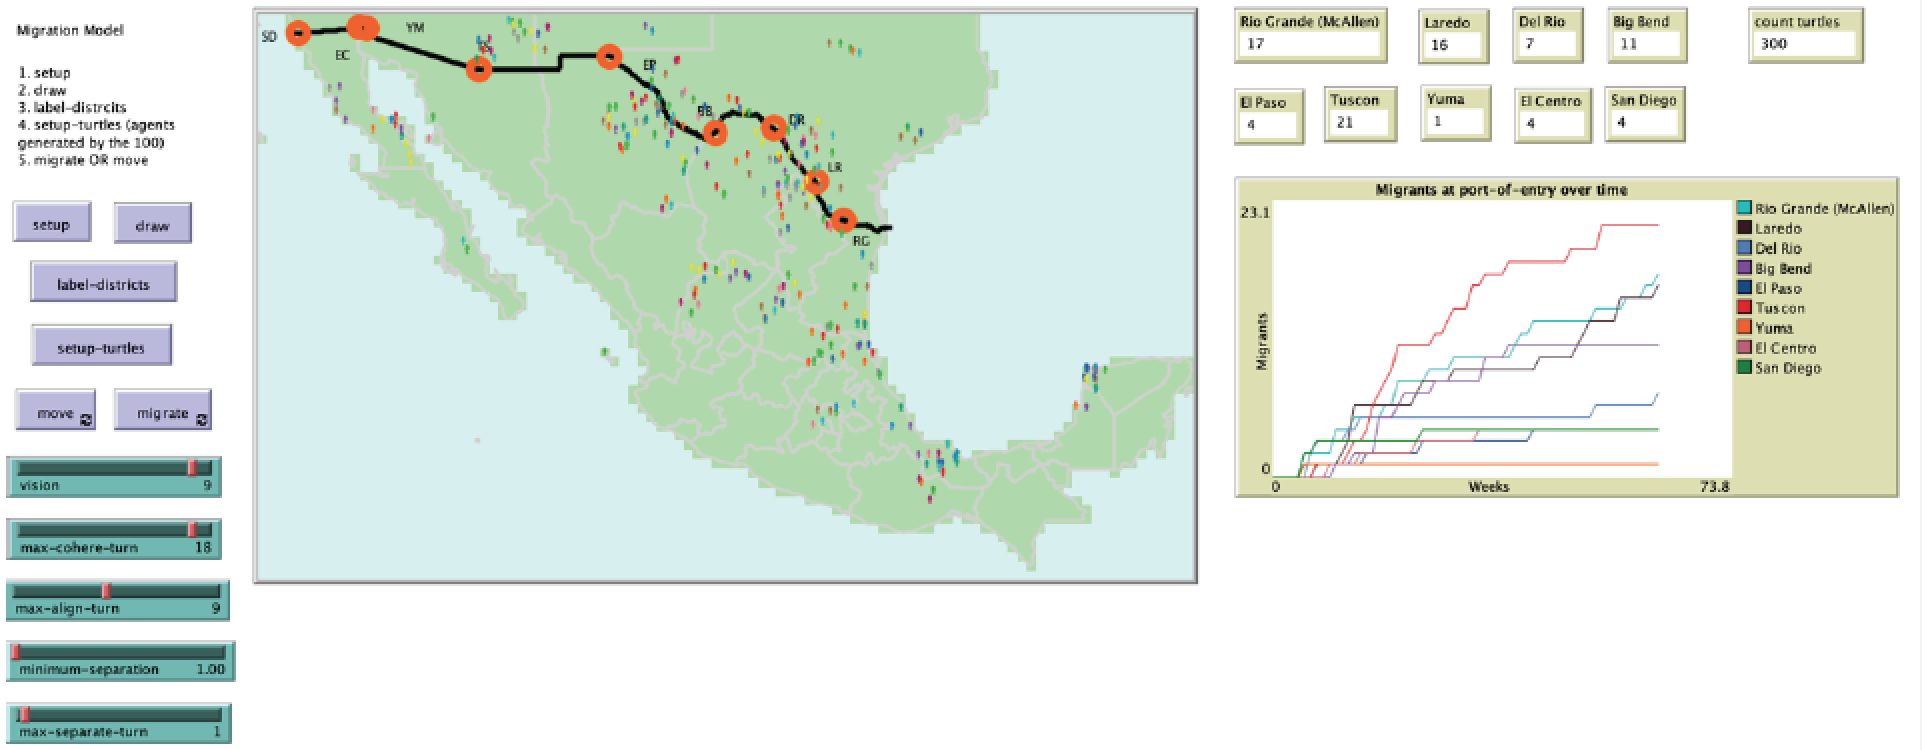 Migration Model
1. setup
2. draw
3. label-distrcits
4. setup-turtles (agents
generated by the 100)
5. migrate OR move
setup
draw
label-districts
setup-turtles
move
migrate
vision 9
max-cohere-turn 18
max-align-turn 9
minimum-separation 1.00
max-separate-turn 1
SD
EC
YM
EP
BB
DR
LR
RG
Rio Grande (McAllen)
17
Laredo
16
Del Rio
7
Big Bend
11
count turtles
300
El Paso
4
Tuscon
21
Yuma
1
El Centro
4
San Diego
4
Migrants at port-of-entry over time
23.1
Migrants
0
0
Weeks
73.8
Rio Grande (McAllen)
Laredo
Del Rio
Big Bend
El Paso
Tuscon
Yuma
El Centro
San Diego